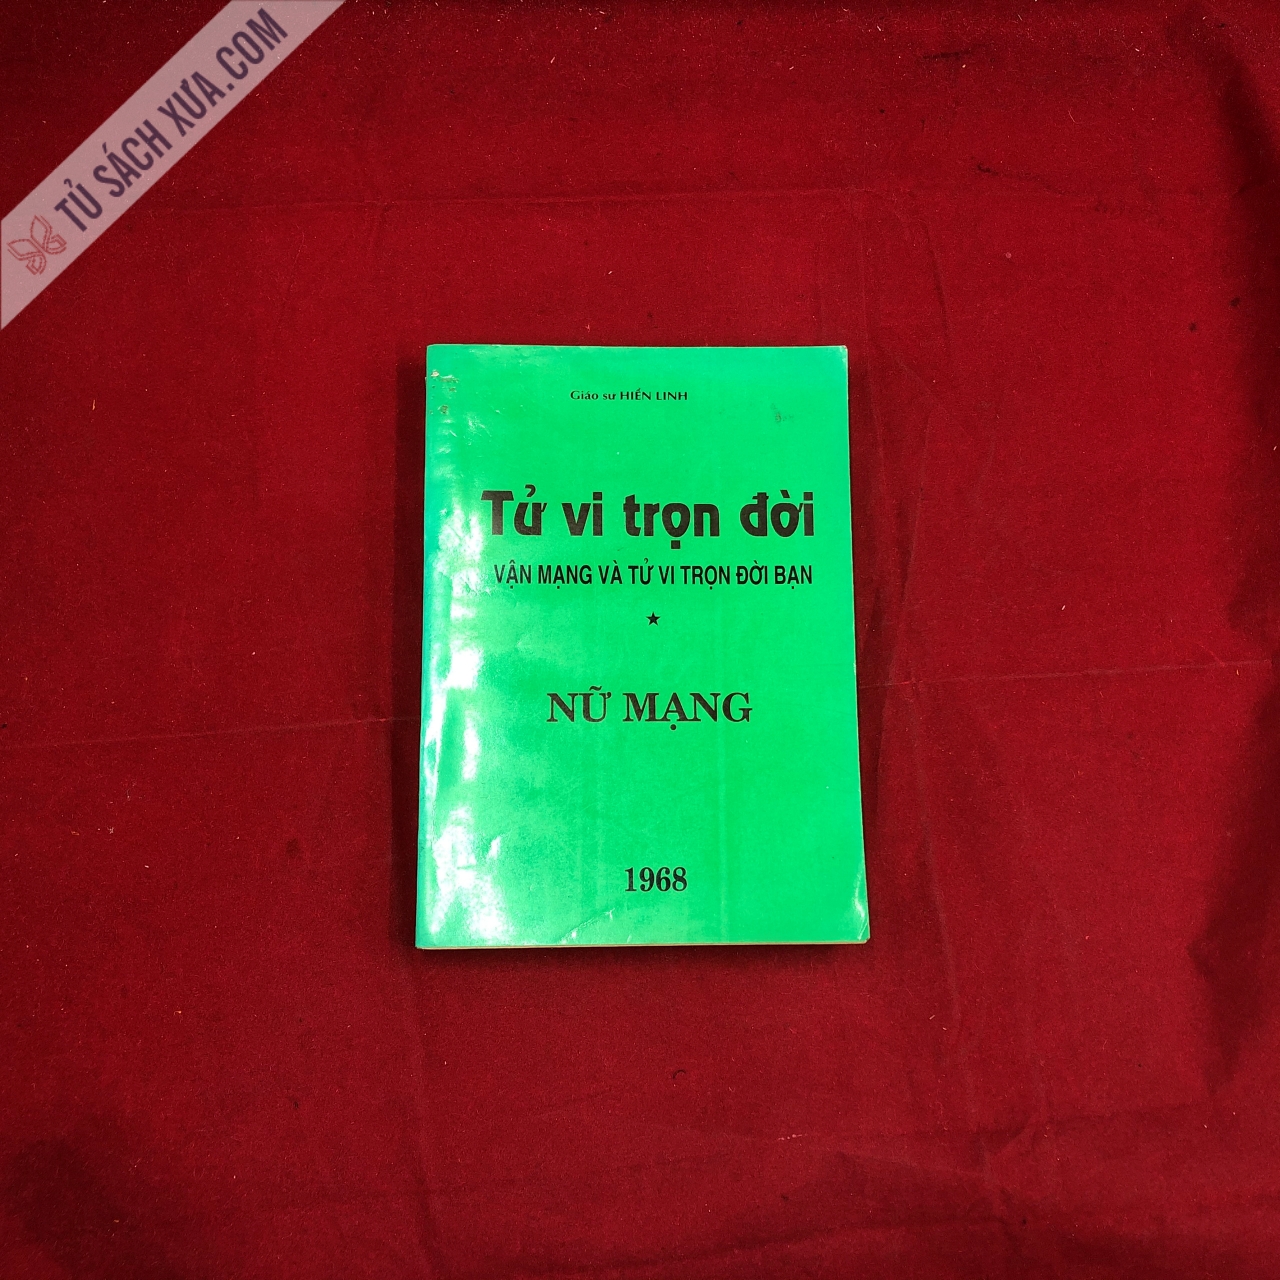 TỦ SÁCH XƯA.COM
Giáo sư HIỀN LINH
Tử vi trọn đời
VẬN MẠNG VÀ TỬ VI TRỌN ĐỜI BẠN
★
NỮ MẠNG
1968